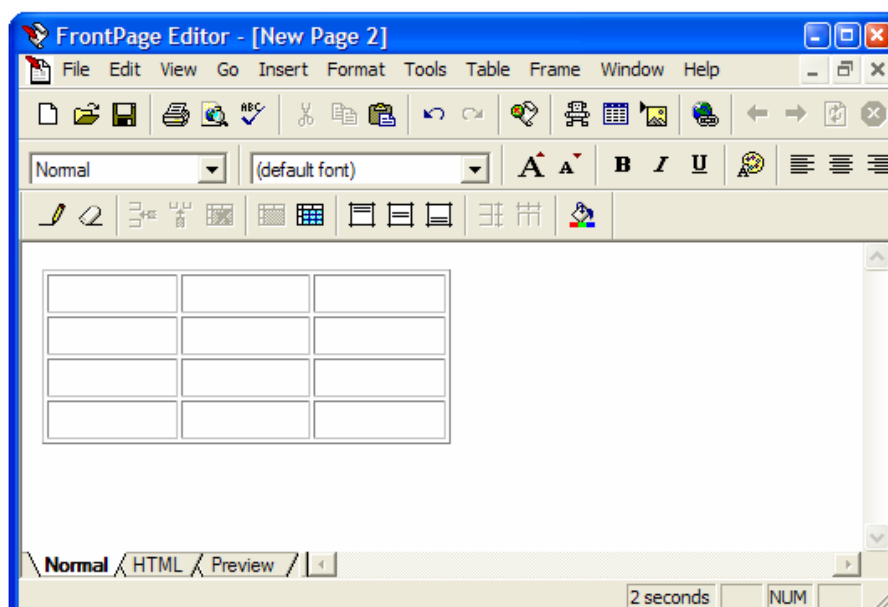 FrontPage Editor - [New Page 2]
File Edit View Go Insert Format Tools Table Frame Window Help
ABC
Normal (default font) A A B I U A
Normal HTML Preview
2 seconds NUM